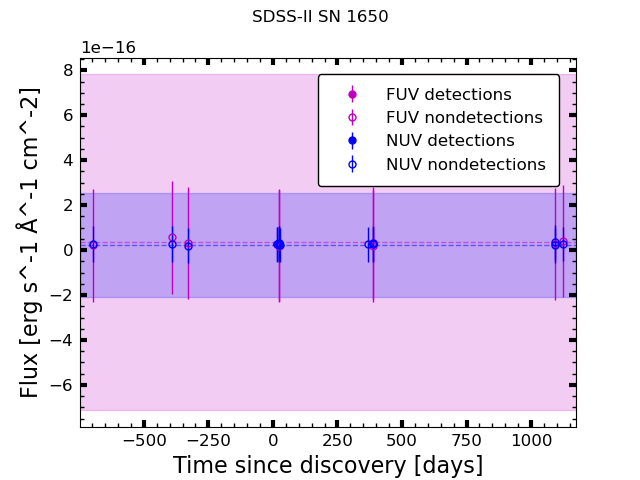 SDSS-II SN 1650
1e−16
FUV detections
FUV nondetections
NUV detections
NUV nondetections
8
6
4
2
0
−2
−4
−6
Flux [erg s^-1 Å^-1 cm^-2]
−500 −250 0 250 500 750 1000
Time since discovery [days]